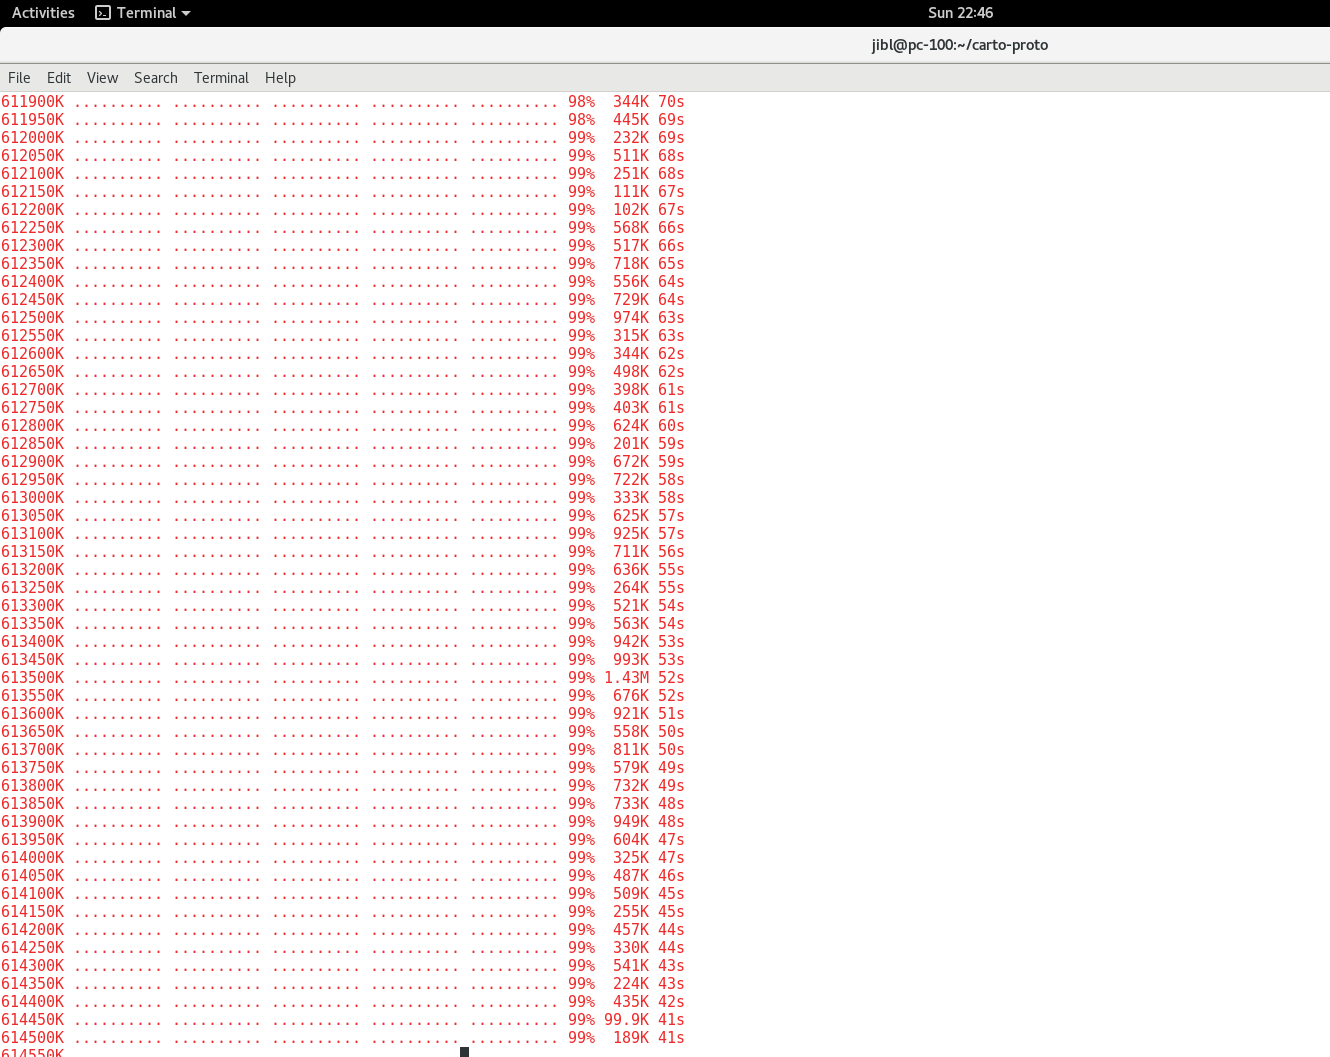 Activities Terminal Sun 22:46
jibl@pc-100:~/carto-proto
File Edit View Search Terminal Help
611900K .......... .......... .......... .......... .......... 98%  344K 70s
611950K .......... .......... .......... .......... .......... 98%  445K 69s
612000K .......... .......... .......... .......... .......... 99%  232K 69s
612050K .......... .......... .......... .......... .......... 99%  511K 68s
612100K .......... .......... .......... .......... .......... 99%  251K 68s
612150K .......... .......... .......... .......... .......... 99%  111K 67s
612200K .......... .......... .......... .......... .......... 99%  102K 67s
612250K .......... .......... .......... .......... .......... 99%  568K 66s
612300K .......... .......... .......... .......... .......... 99%  517K 66s
612350K .......... .......... .......... .......... .......... 99%  718K 65s
612400K .......... .......... .......... .......... .......... 99%  556K 64s
612450K .......... .......... .......... .......... .......... 99%  729K 64s
612500K .......... .......... .......... .......... .......... 99%  974K 63s
612550K .......... .......... .......... .......... .......... 99%  315K 63s
612600K .......... .......... .......... .......... .......... 99%  344K 62s
612650K .......... .......... .......... .......... .......... 99%  498K 62s
612700K .......... .......... .......... .......... .......... 99%  398K 61s
612750K .......... .......... .......... .......... .......... 99%  403K 61s
612800K .......... .......... .......... .......... .......... 99%  624K 60s
612850K .......... .......... .......... .......... .......... 99%  201K 59s
612900K .......... .......... .......... .......... .......... 99%  672K 59s
612950K .......... .......... .......... .......... .......... 99%  722K 58s
613000K .......... .......... .......... .......... .......... 99%  333K 58s
613050K .......... .......... .......... .......... .......... 99%  625K 57s
613100K .......... .......... .......... .......... .......... 99%  925K 57s
613150K .......... .......... .......... .......... .......... 99%  711K 56s
613200K .......... .......... .......... .......... .......... 99%  636K 55s
613250K .......... .......... .......... .......... .......... 99%  264K 55s
613300K .......... .......... .......... .......... .......... 99%  521K 54s
613350K .......... .......... .......... .......... .......... 99%  563K 54s
613400K .......... .......... .......... .......... .......... 99%  942K 53s
613450K .......... .......... .......... .......... .......... 99%  993K 53s
613500K .......... .......... .......... .......... .......... 99% 1.43M 52s
613550K .......... .......... .......... .......... .......... 99%  676K 52s
613600K .......... .......... .......... .......... .......... 99%  921K 51s
613650K .......... .......... .......... .......... .......... 99%  558K 50s
613700K .......... .......... .......... .......... .......... 99%  811K 50s
613750K .......... .......... .......... .......... .......... 99%  579K 49s
613800K .......... .......... .......... .......... .......... 99%  732K 49s
613850K .......... .......... .......... .......... .......... 99%  733K 48s
613900K .......... .......... .......... .......... .......... 99%  949K 48s
613950K .......... .......... .......... .......... .......... 99%  604K 47s
614000K .......... .......... .......... .......... .......... 99%  325K 47s
614050K .......... .......... .......... .......... .......... 99%  487K 46s
614100K .......... .......... .......... .......... .......... 99%  509K 45s
614150K .......... .......... .......... .......... .......... 99%  255K 45s
614200K .......... .......... .......... .......... .......... 99%  457K 44s
614250K .......... .......... .......... .......... .......... 99%  330K 44s
614300K .......... .......... .......... .......... .......... 99%  541K 43s
614350K .......... .......... .......... .......... .......... 99%  224K 43s
614400K .......... .......... .......... .......... .......... 99%  435K 42s
614450K .......... .......... .......... .......... .......... 99% 99.9K 41s
614500K .......... .......... .......... .......... .......... 99%  189K 41s
614550K